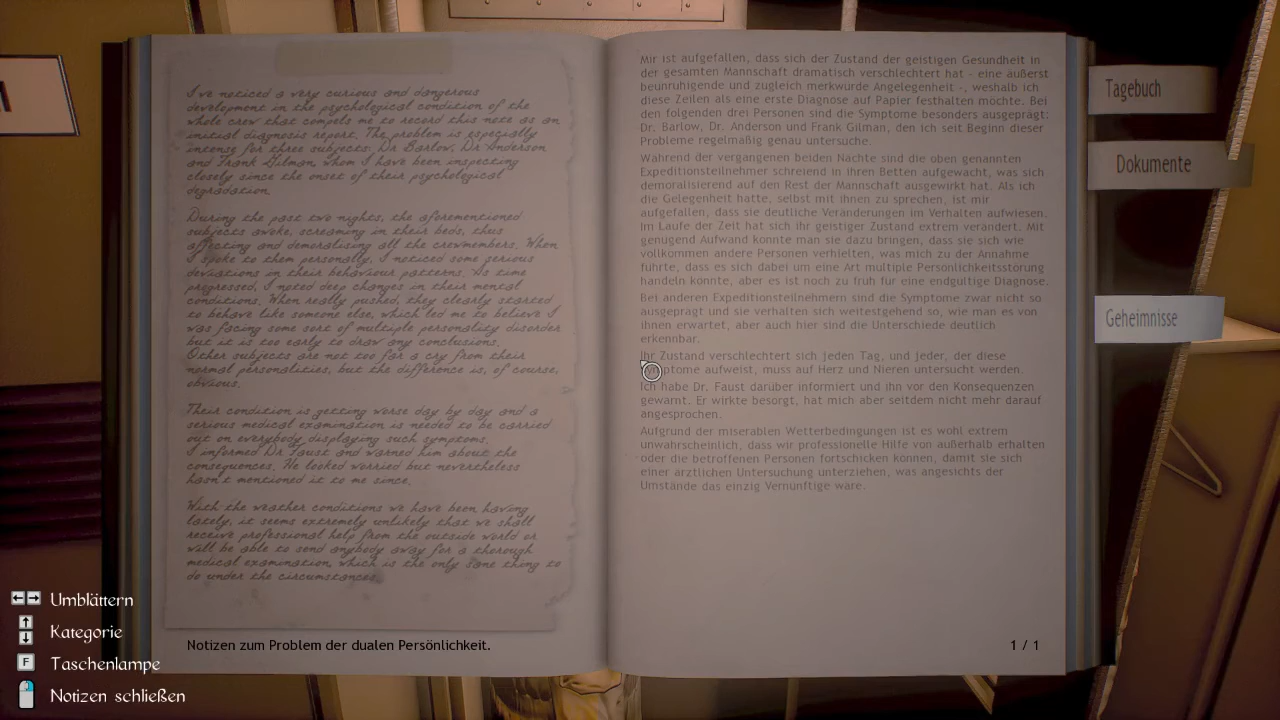 I've noticed a very curious and dangerous
development in the psychological condition of the
whole crew that compels me to record this note as an
initial diagnosis report. The problem is especially
intense for three subjects: Dr Barlow, Dr Anderson
and Frank Gilman, whom I have been inspecting
closely since the onset of their psychological
degradation.
During the past two nights, the aforementioned
subjects awoke, screaming in their beds, thus
affecting and demoralising all the crewmembers. When
I spoke to them personally, I noticed some serious
deviations in their behaviour patterns. As time
progressed, I noted deep changes in their mental
conditions. When really pushed, they clearly started
to behave like someone else, which led me to believe I
was facing some sort of multiple personality disorder
but it is too early to draw any conclusions.
Other subjects are not too far a cry from their
normal personalities, but the difference is, of course,
obvious.
Their condition is getting worse day by day and a
serious medical examination is needed to be carried
out on everybody displaying such symptoms.
I informed Dr Faust and warned him about the
consequences. He looked worried but nevertheless
hasn't mentioned it to me since.
With the weather conditions we have been having
lately, it seems extremely unlikely that we shall
receive professional help from the outside world or
will be able to send anybody away for a thorough
medical examination, which is the only sane thing to
do under the circumstances.
Notizen zum Problem der dualen Persönlichkeit.
Mir ist aufgefallen, dass sich der Zustand der geistigen Gesundheit in
der gesamten Mannschaft dramatisch verschlechtert hat - eine äußerst
beunruhigende und zugleich merkwürde Angelegenheit -, weshalb ich
diese Zeilen als eine erste Diagnose auf Papier festhalten möchte. Bei
den folgenden drei Personen sind die Symptome besonders ausgeprägt:
Dr. Barlow, Dr. Anderson und Frank Gilman, den ich seit Beginn dieser
Probleme regelmäßig genau untersuche.
Während der vergangenen beiden Nächte sind die oben genannten
Expeditionsteilnehmer schreiend in ihren Betten aufgewacht, was sich
demoralisierend auf den Rest der Mannschaft ausgewirkt hat. Als ich
die Gelegenheit hatte, selbst mit ihnen zu sprechen, ist mir
aufgefallen, dass sie deutliche Veränderungen im Verhalten aufwiesen.
Im Laufe der Zeit hat sich ihr geistiger Zustand extrem verändert. Mit
genügend Aufwand konnte man sie dazu bringen, dass sie sich wie
vollkommen andere Personen verhielten, was mich zu der Annahme
führte, dass es sich dabei um eine Art multiple Persönlichkeitsstörung
handeln könnte, aber es ist noch zu früh für eine endgültige Diagnose.
Bei anderen Expeditionsteilnehmern sind die Symptome zwar nicht so
ausgeprägt und sie verhalten sich weitestgehend so, wie man es von
ihnen erwartet, aber auch hier sind die Unterschiede deutlich
erkennbar.
Ihr Zustand verschlechtert sich jeden Tag, und jeder, der diese
Symptome aufweist, muss auf Herz und Nieren untersucht werden.
Ich habe Dr. Faust darüber informiert und ihn vor den Konsequenzen
gewarnt. Er wirkte besorgt, hat mich aber seitdem nicht mehr darauf
angesprochen.
Aufgrund der miserablen Wetterbedingungen ist es wohl extrem
unwahrscheinlich, dass wir professionelle Hilfe von außerhalb erhalten
oder die betroffenen Personen fortschicken können, damit sie sich
einer ärztlichen Untersuchung unterziehen, was angesichts der
Umstände das einzig Vernünftige wäre.
1 / 1
Tagebuch
Dokumente
Geheimnisse
Umblättern
Kategorie
F Taschenlampe
Notizen schließen